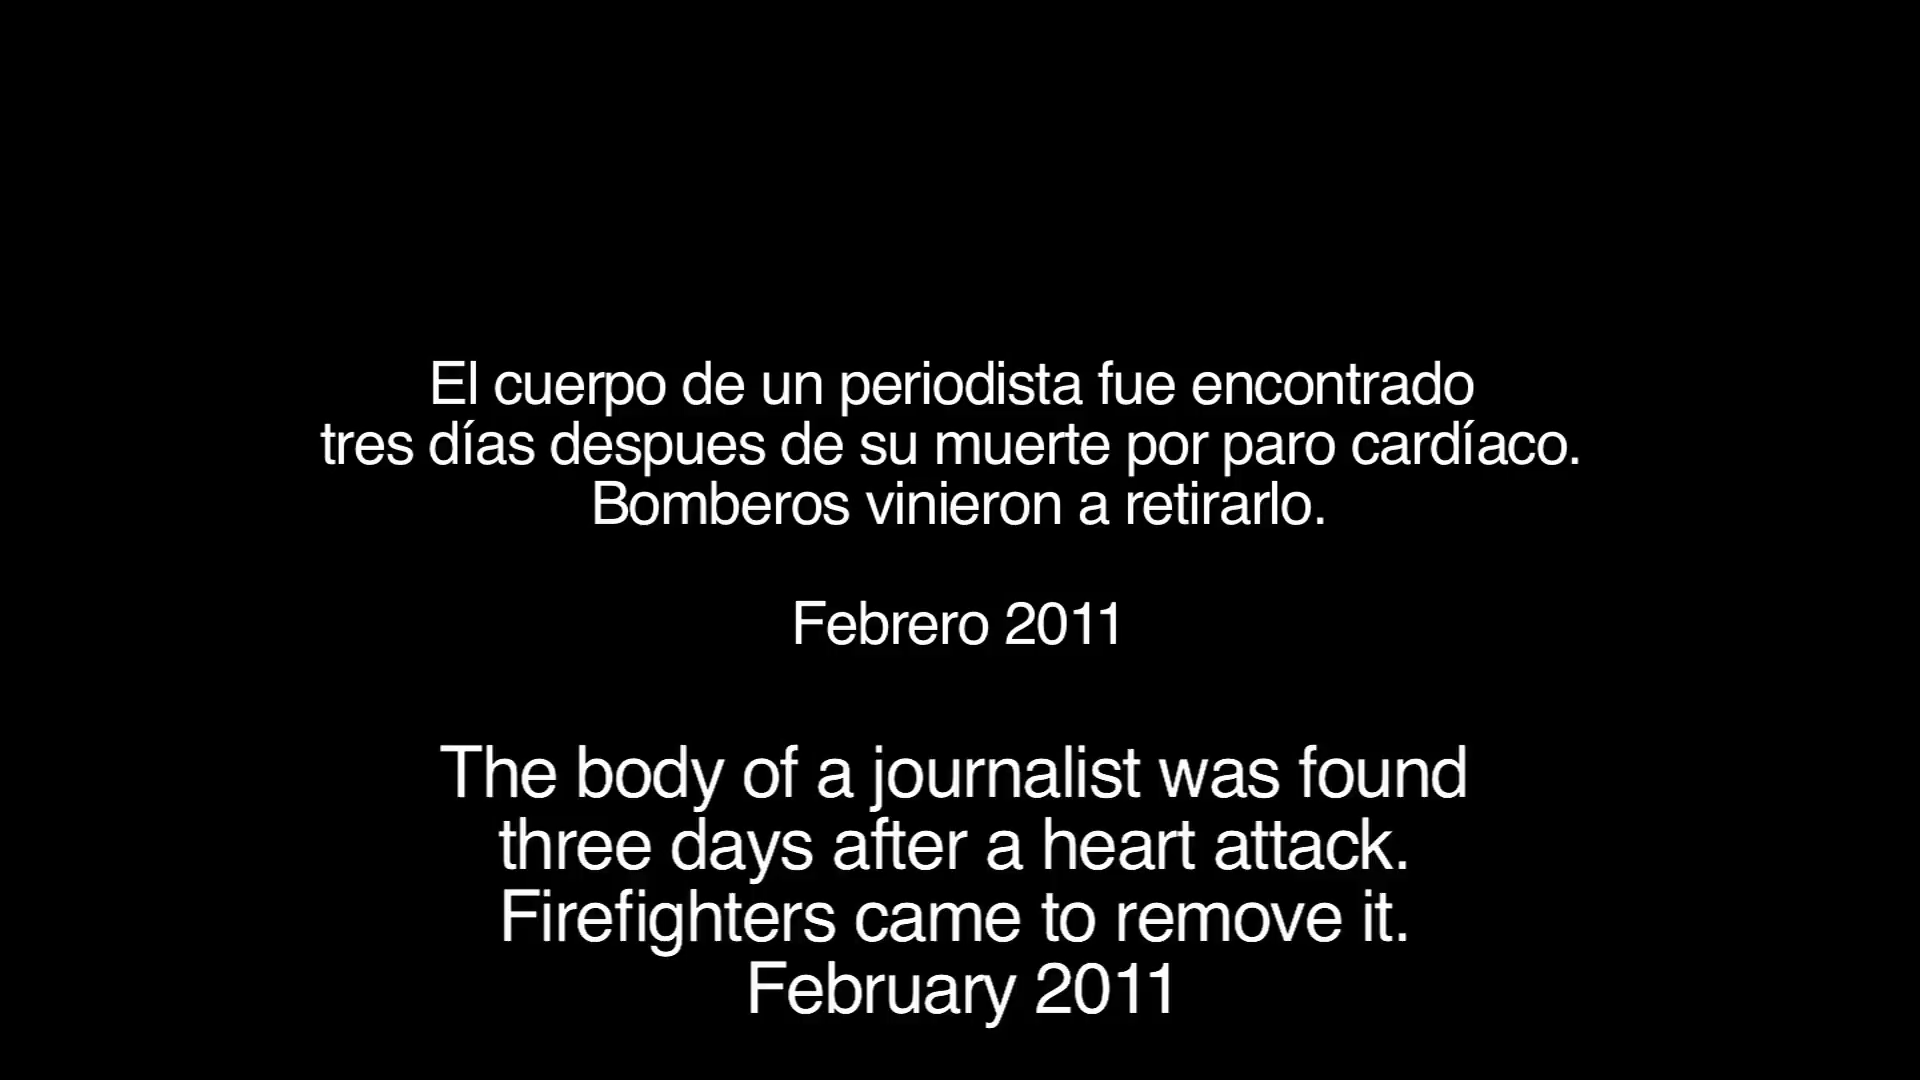 El cuerpo de un periodista fue encontrado
tres días despues de su muerte por paro cardíaco.
Bomberos vinieron a retirarlo.
Febrero 2011
The body of a journalist was found
three days after a heart attack.
Firefighters came to remove it.
February 2011